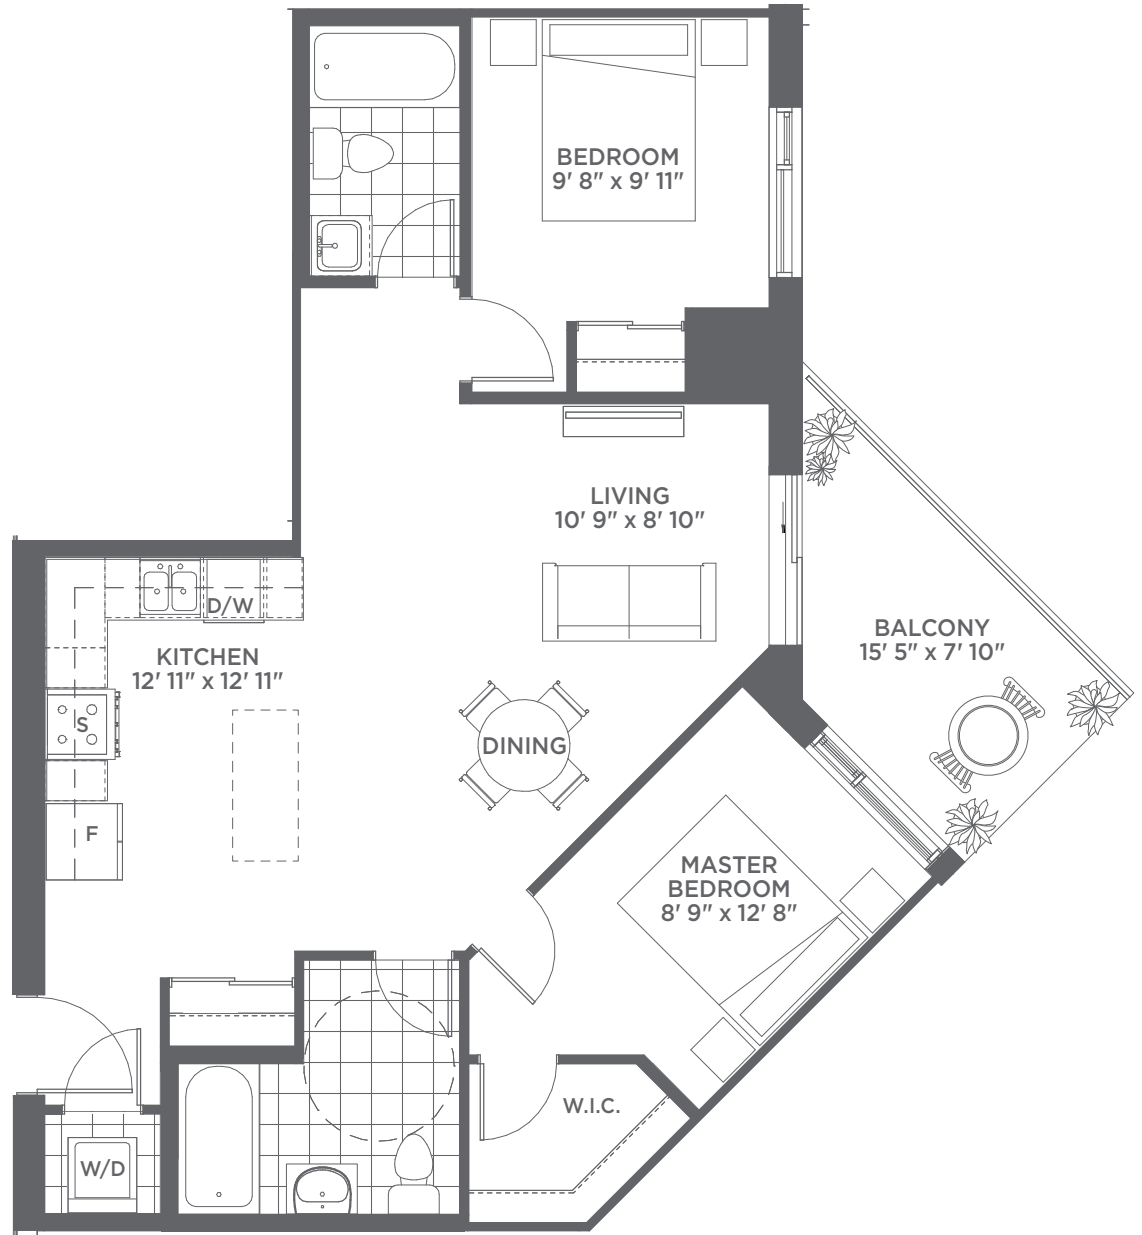 BEDROOM
9' 8" x 9' 11"
LIVING
10' 9" x 8' 10"
D/W
BALCONY
15' 5" x 7' 10"
KITCHEN
12' 11" x 12' 11"
S
DINING
F
MASTER
BEDROOM
8' 9" x 12' 8"
W.I.C.
W/D